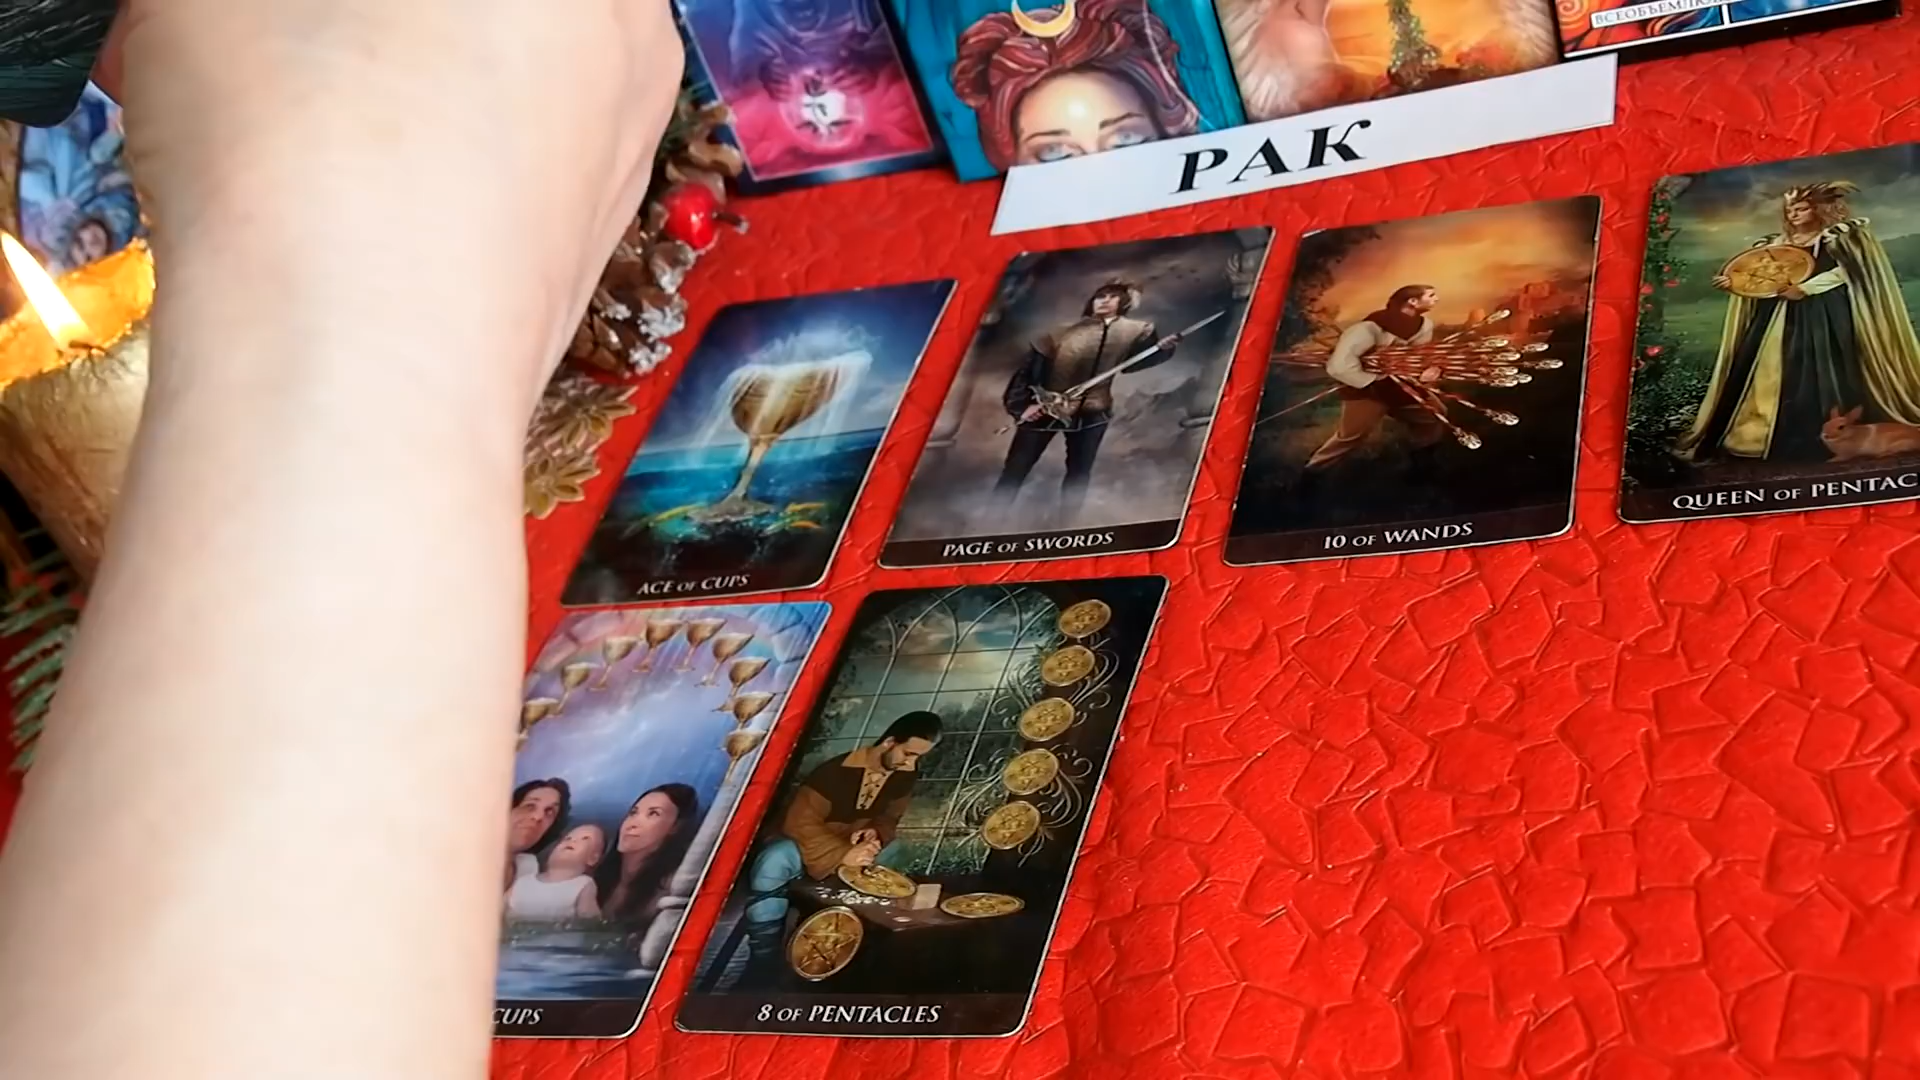 РАК
ACE OF CUPS
PAGE OF SWORDS
10 OF WANDS
QUEEN OF PENTAC
CUPS
8 OF PENTACLES